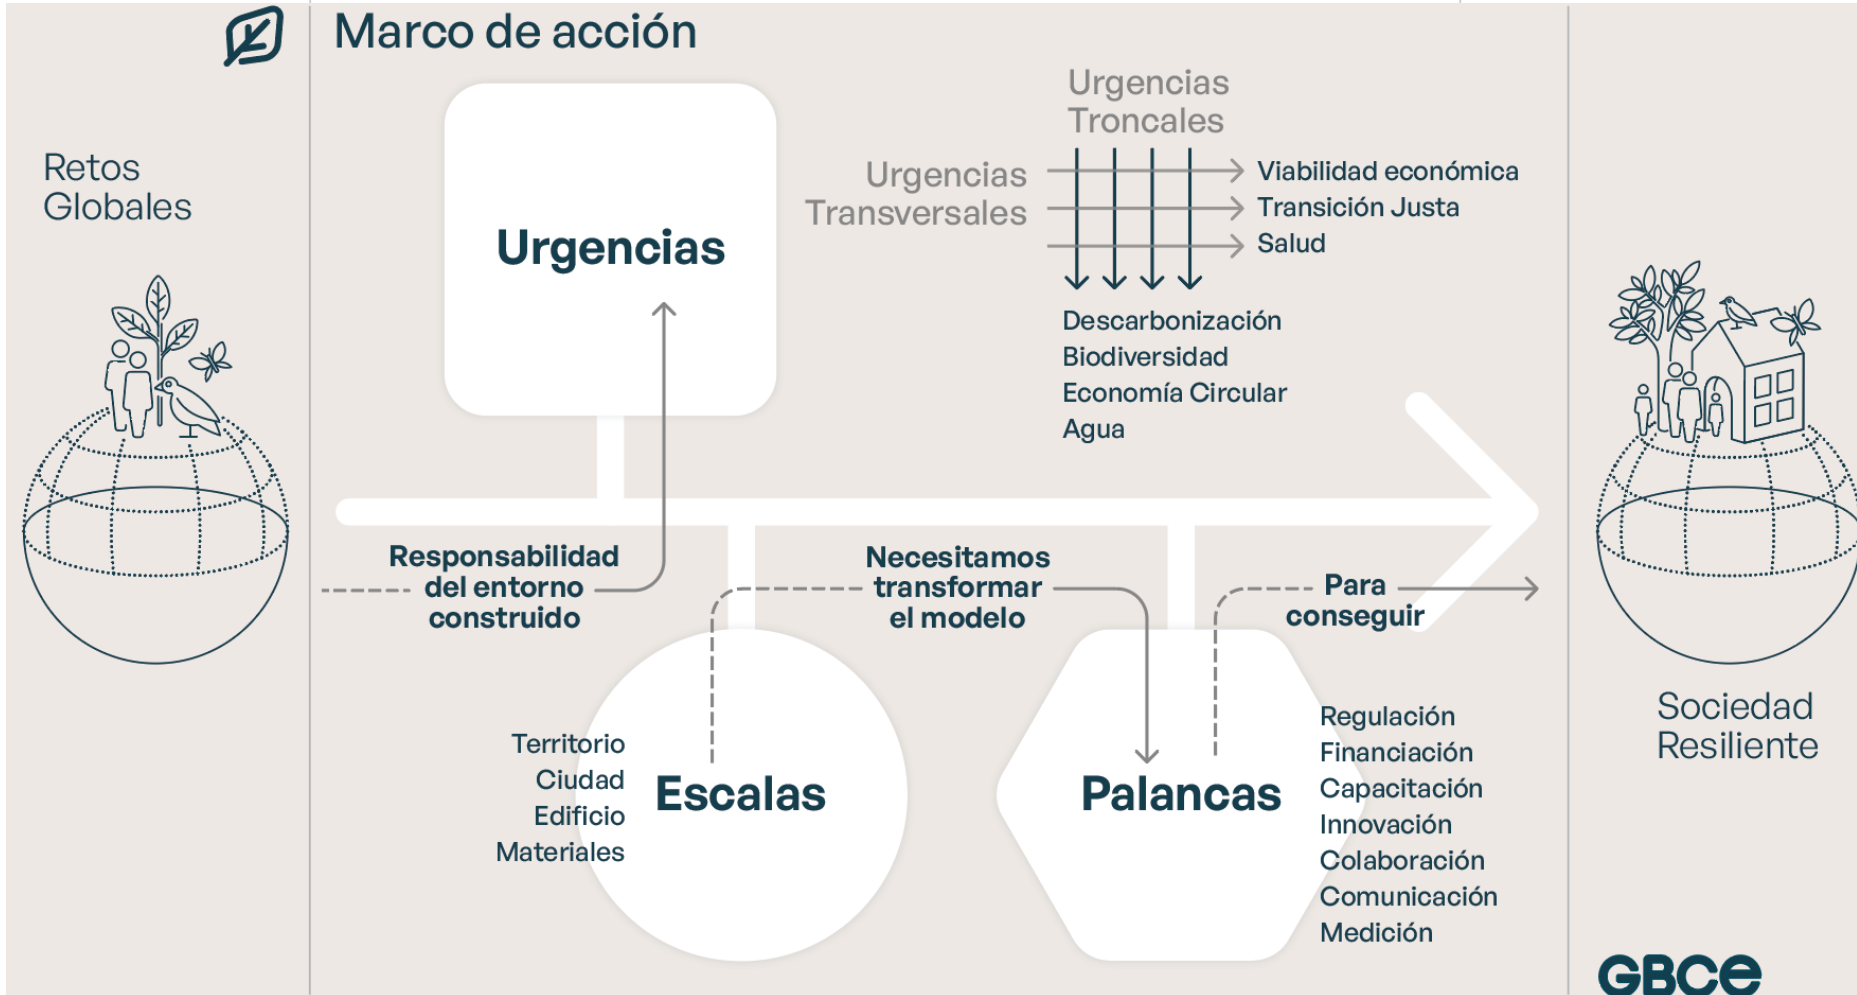 Marco de acción
Retos
Globales
Urgencias
Urgencias
Troncales
Urgencias
Transversales
Viabilidad económica
Transición Justa
Salud
Descarbonización
Biodiversidad
Economía Circular
Agua
Responsabilidad
del entorno
construido
Necesitamos
transformar
el modelo
Para
conseguir
Territorio
Ciudad
Edificio
Materiales
Escalas
Palancas
Regulación
Financiación
Capacitación
Innovación
Colaboración
Comunicación
Medición
Sociedad
Resiliente
GBCe